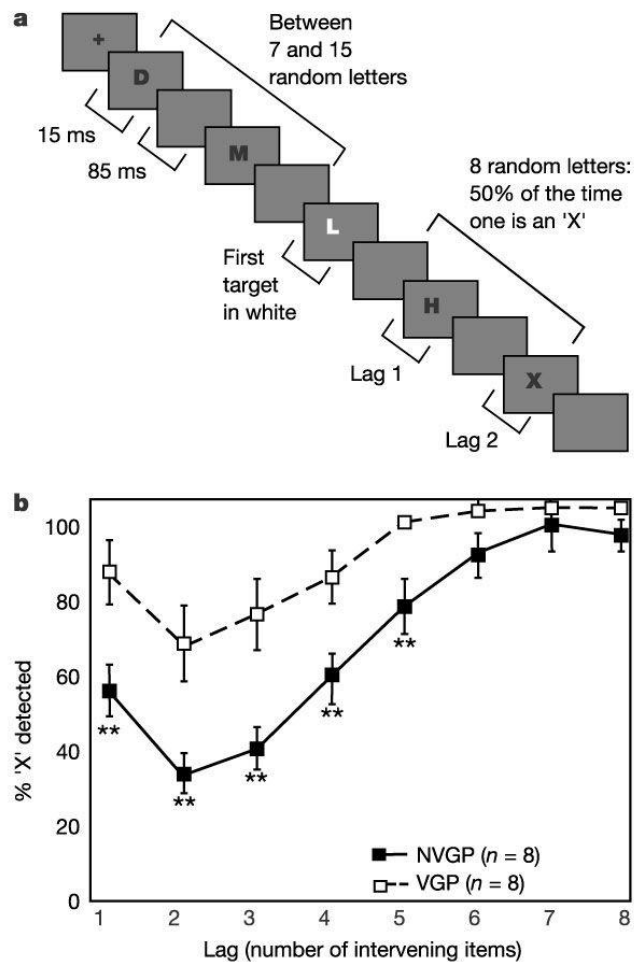 a
+
Between
7 and 15
random letters
D
15 ms
85 ms
M
8 random letters:
50% of the time
one is an 'X'
L
First
target
in white
H
Lag 1
X
Lag 2
b
100
80
60
40
20
0
% 'X' detected
**
**
**
**
**
NVGP (n = 8)
VGP (n = 8)
1 2 3 4 5 6 7 8
Lag (number of intervening items)